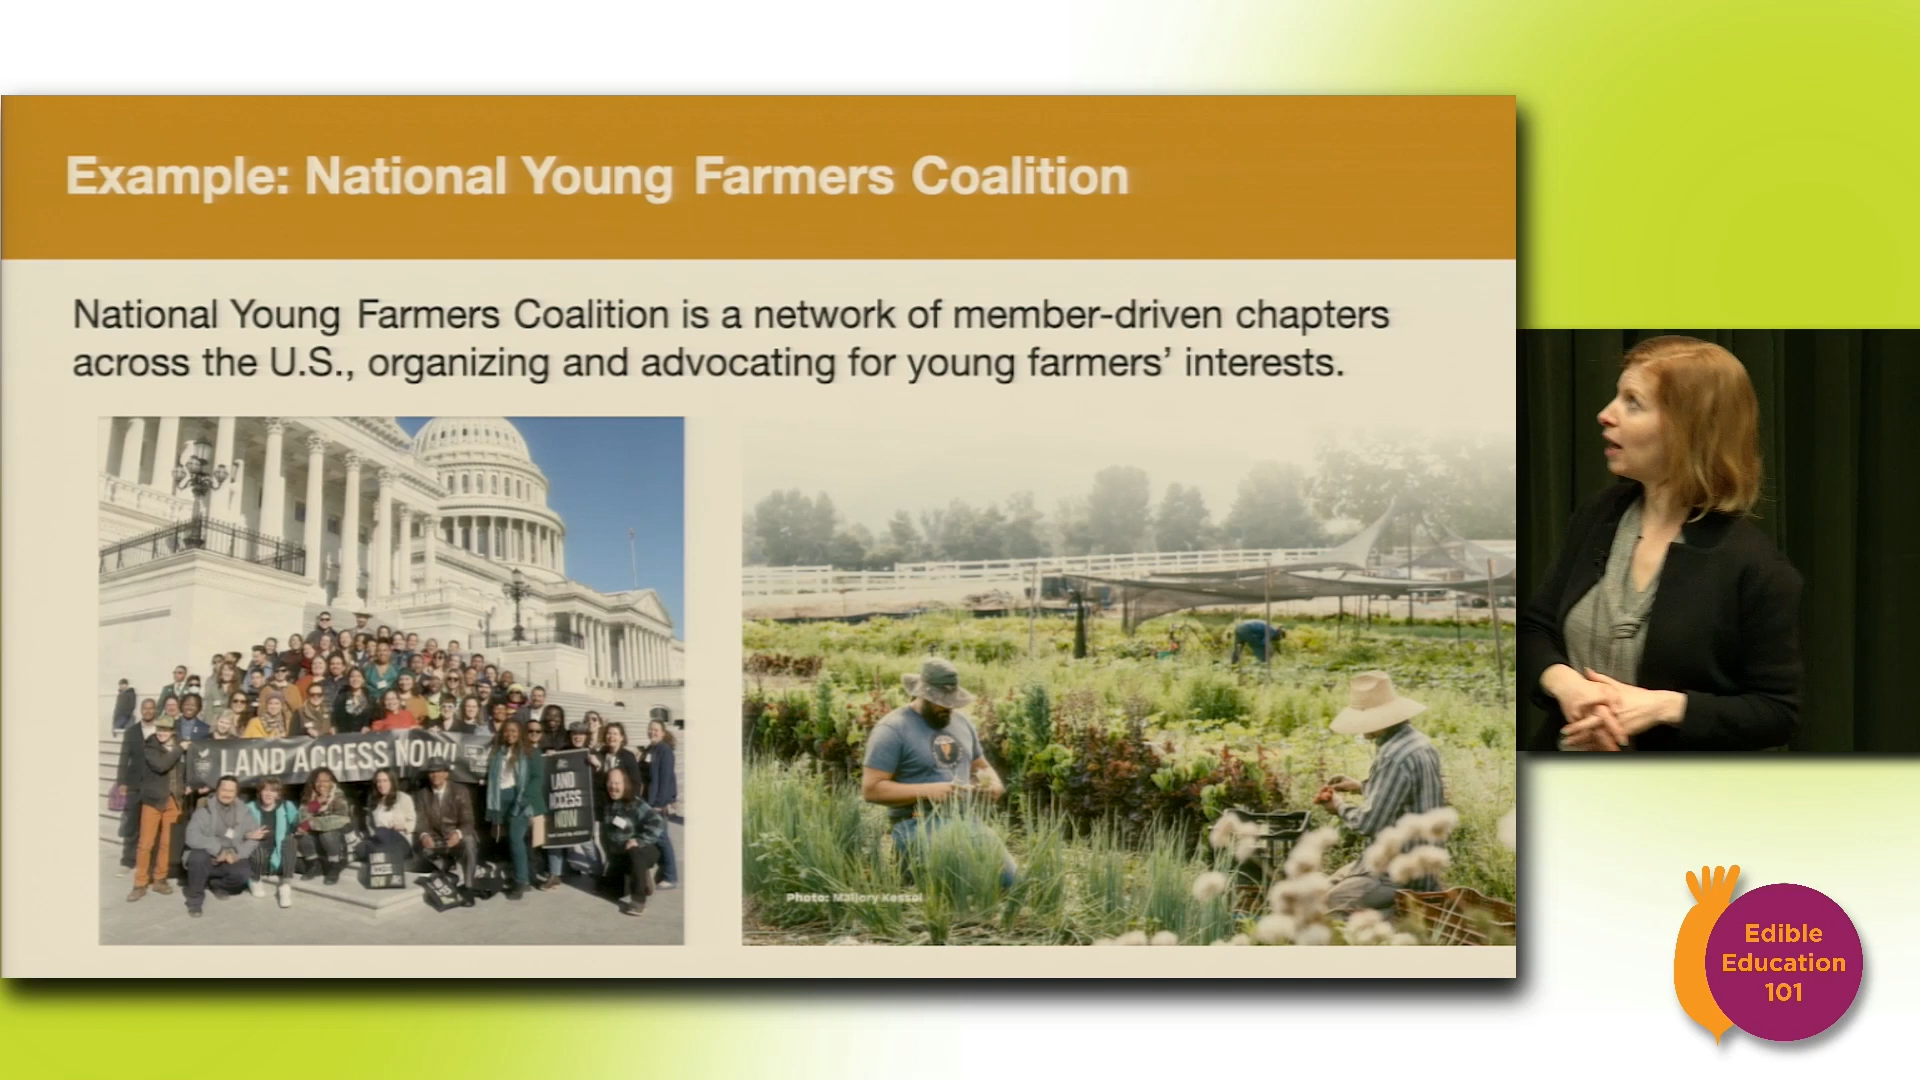 Example: National Young Farmers Coalition
National Young Farmers Coalition is a network of member-driven chapters
across the U.S., organizing and advocating for young farmers’ interests.
LAND ACCESS NOW!
LAND
ACCESS
NOW
Photo: Maijory Kessel
Edible
Education
101